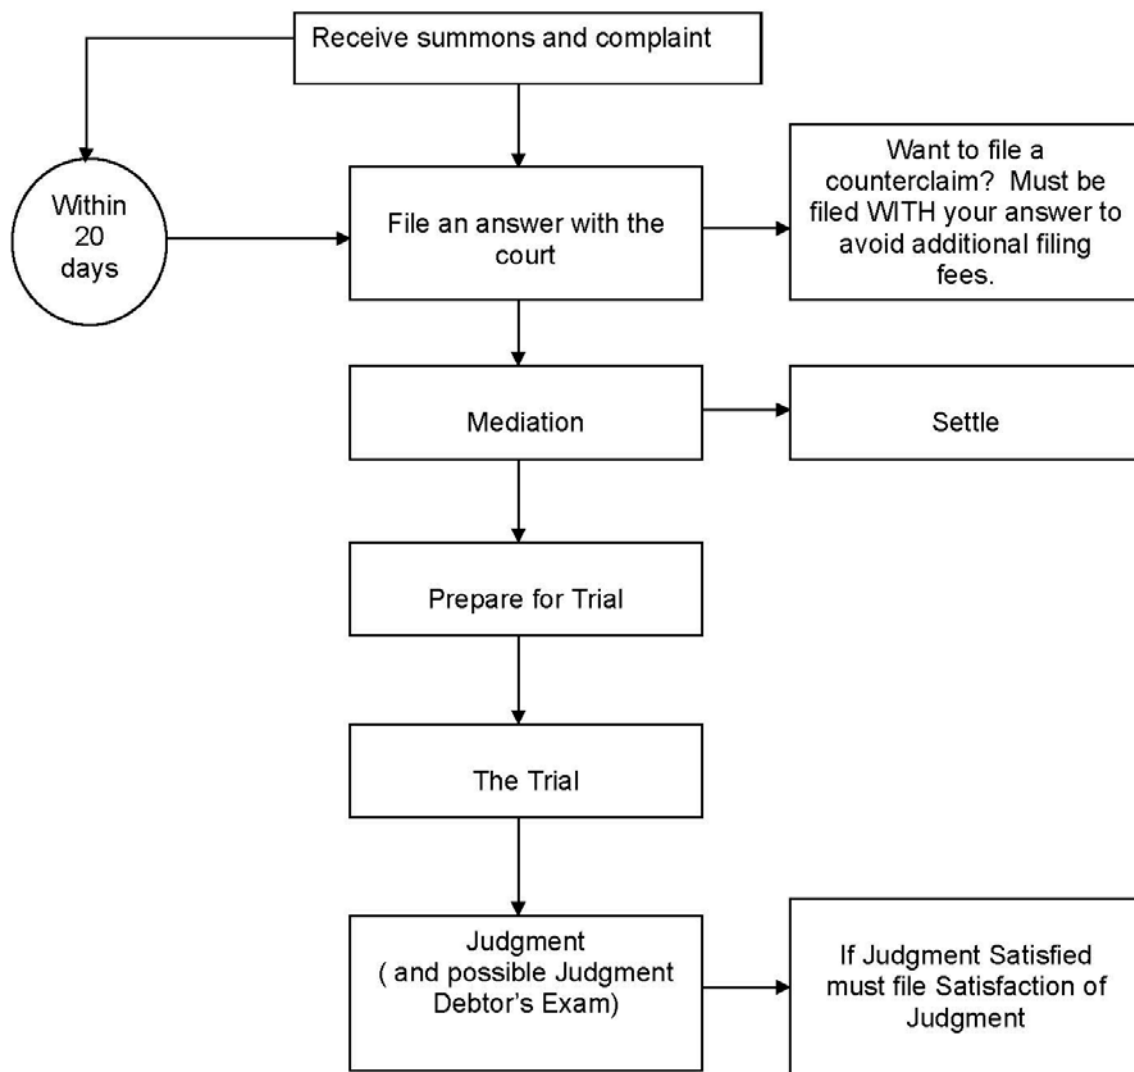 Receive summons and complaint
Within
20
days
File an answer with the
court
Want to file a
counterclaim?  Must be
filed WITH your answer to
avoid additional filing
fees.
Mediation
Settle
Prepare for Trial
The Trial
Judgment
( and possible Judgment
Debtor's Exam)
If Judgment Satisfied
must file Satisfaction of
Judgment